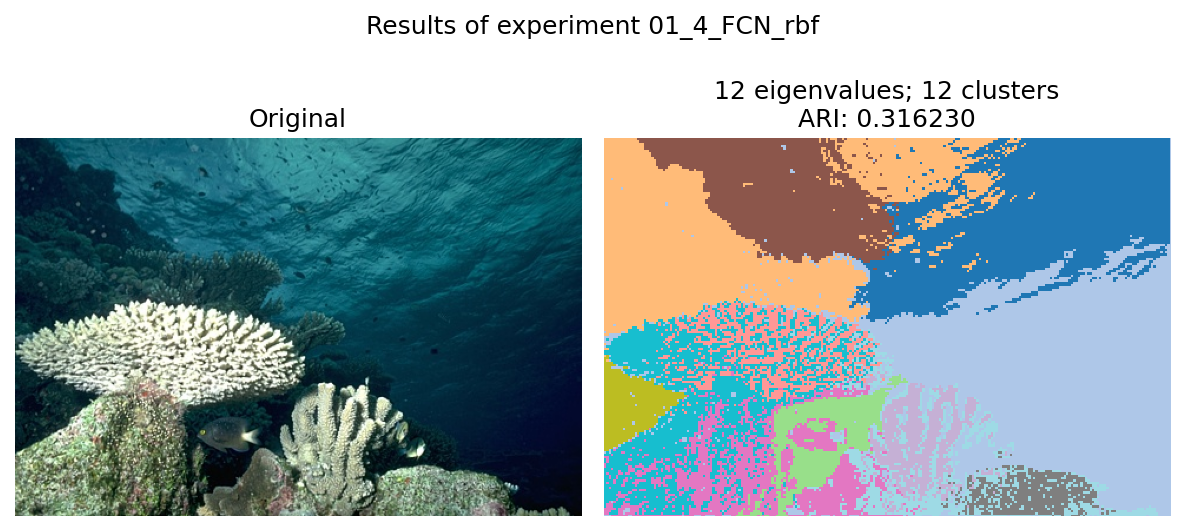 Results of experiment 01_4_FCN_rbf
Original
12 eigenvalues; 12 clusters
ARI: 0.316230